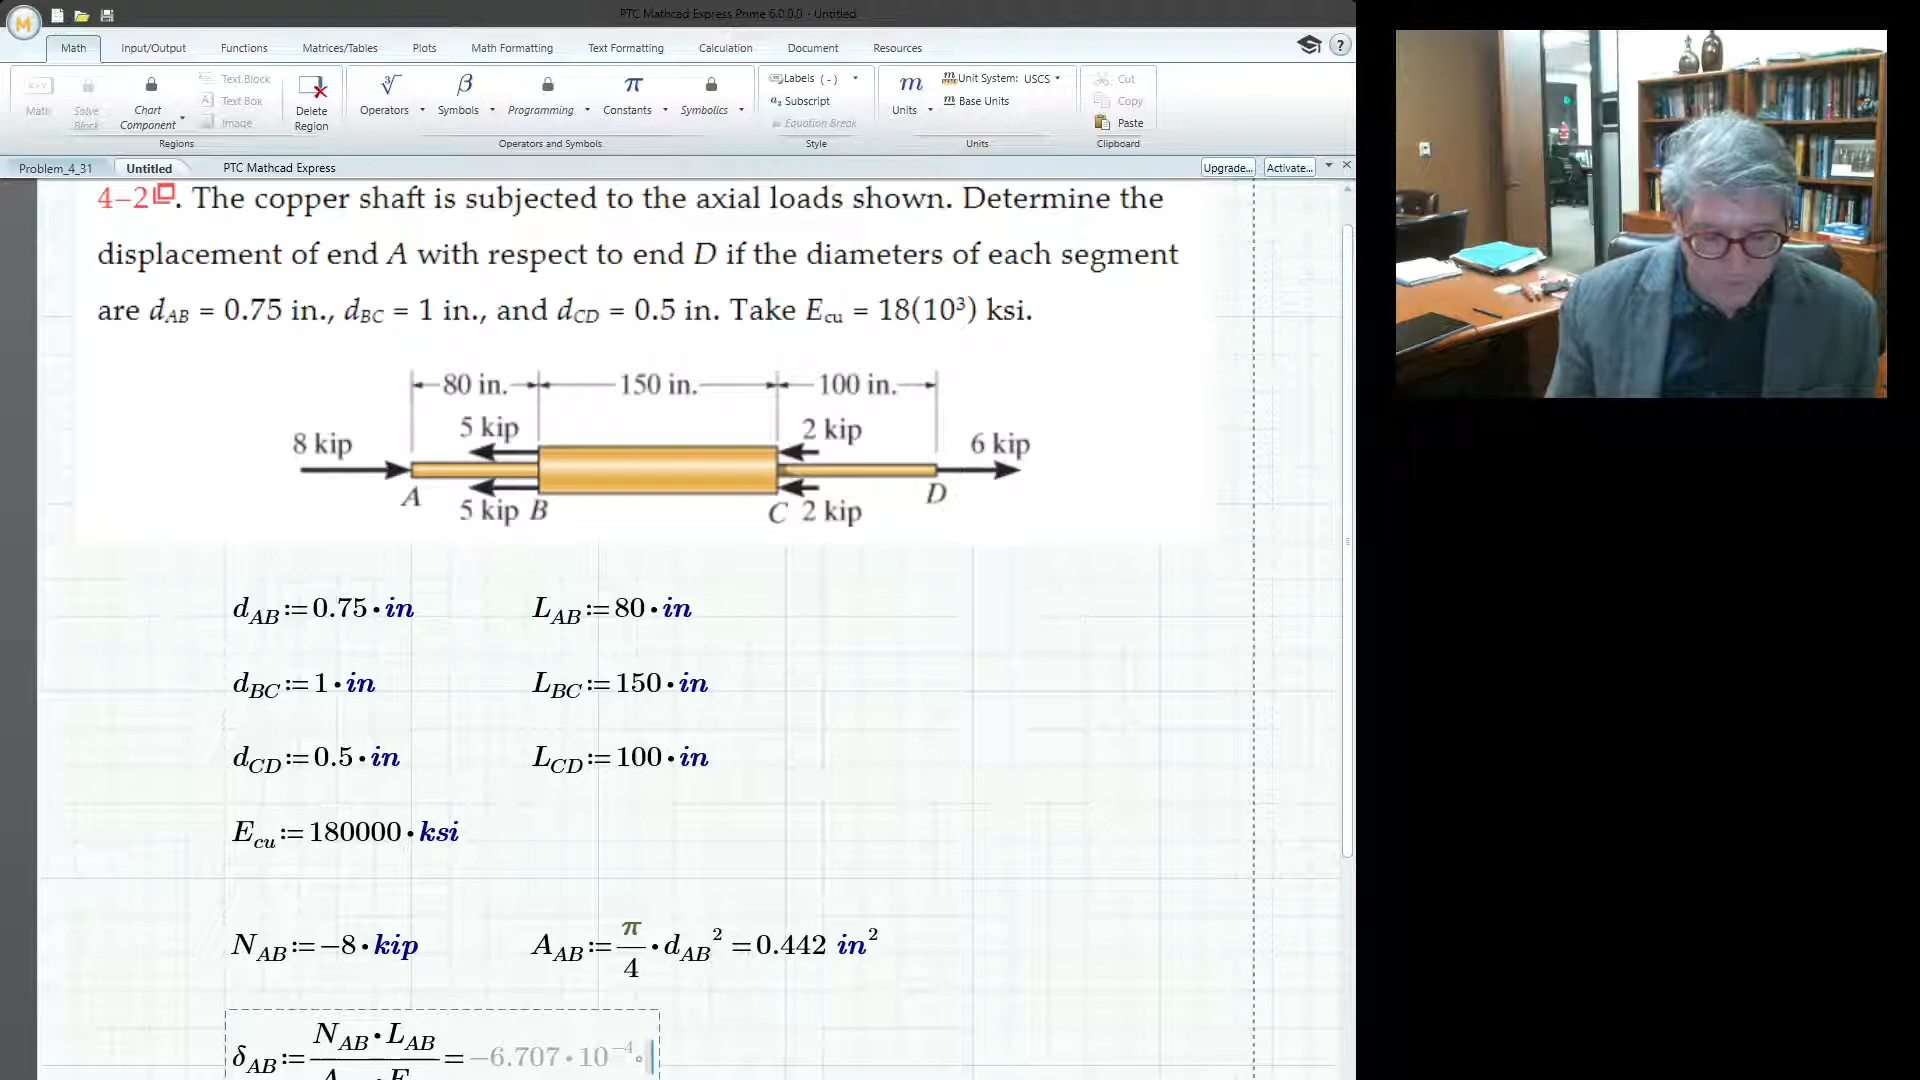 PTC Mathcad Express Prime 6.0.0.0 - Untitled
Math Input/Output Functions Matrices/Tables Plots Math Formatting Text Formatting Calculation Document Resources
Math
Solve Block
Chart Component
Text Block
Text Box
Image
Delete Region
Operators
Symbols
Programming
Constants
Symbolics
Labels ( - )
Subscript
Equation Break
Units
Unit System: USCS
Base Units
Cut
Copy
Paste
Regions
Operators and Symbols
Style
Units
Clipboard
Problem_4_31 Untitled PTC Mathcad Express Upgrade... Activate...
4–2. The copper shaft is subjected to the axial loads shown. Determine the
displacement of end A with respect to end D if the diameters of each segment
are dAB = 0.75 in., dBC = 1 in., and dCD = 0.5 in. Take Ecu = 18(10³) ksi.
80 in. 150 in. 100 in.
8 kip 5 kip 2 kip 6 kip
A 5 kip B C 2 kip D
dAB := 0.75 · in LAB := 80 · in
dBC := 1 · in LBC := 150 · in
dCD := 0.5 · in LCD := 100 · in
Ecu := 180000 · ksi
NAB := −8 · kip AAB := π/4 · dAB² = 0.442 in²
δAB := NAB · LAB = −6.707 · 10⁻⁴